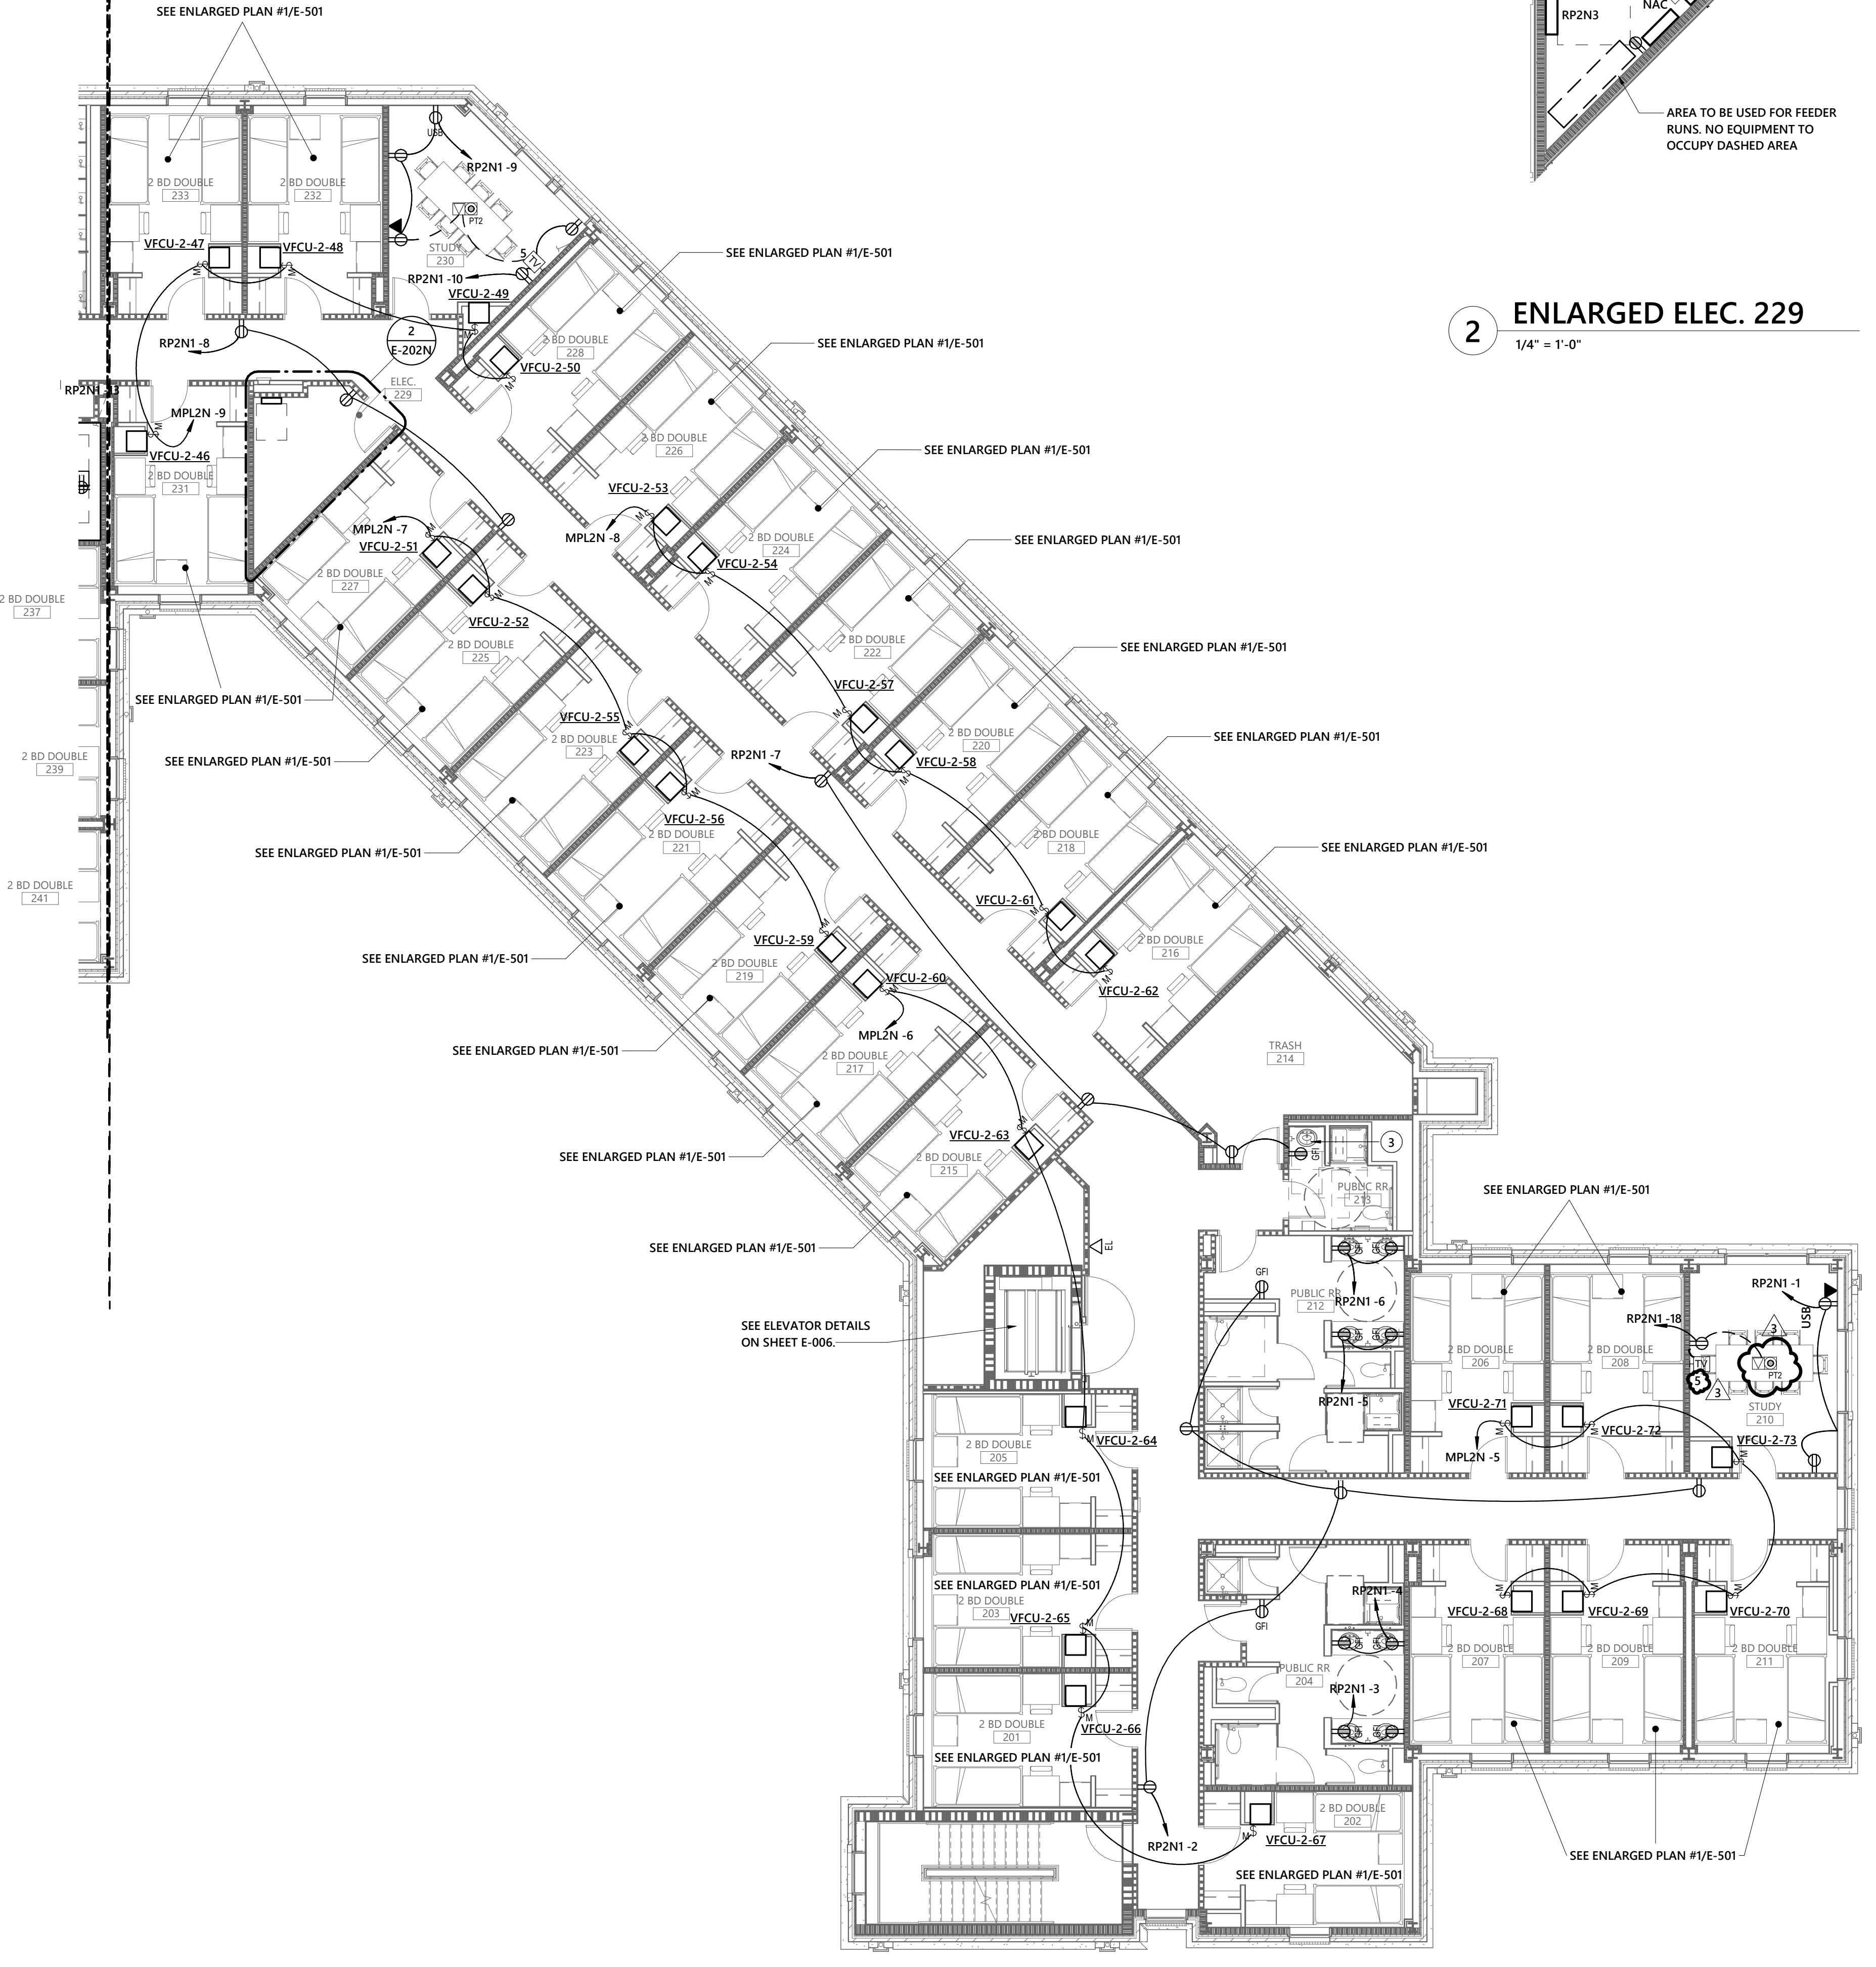 SEE ENLARGED PLAN #1/E-501
RP2N3
NAC
AREA TO BE USED FOR FEEDER
RUNS. NO EQUIPMENT TO
OCCUPY DASHED AREA
2
ENLARGED ELEC. 229
1/4" = 1'-0"
USB
RP2N1 -9
2 BD DOUBLE
233
2 BD DOUBLE
232
PT2
STUDY
230
5
TV
VFCU-2-47
M
VFCU-2-48
M
RP2N1 -10
VFCU-2-49
M
SEE ENLARGED PLAN #1/E-501
2
E-202N
RP2N1 -8
2 BD DOUBLE
228
VFCU-2-50
M
SEE ENLARGED PLAN #1/E-501
ELEC.
229
MPL2N -9
M
VFCU-2-46
2 BD DOUBLE
231
2 BD DOUBLE
226
SEE ENLARGED PLAN #1/E-501
VFCU-2-53
M
MPL2N -8
MPL2N -7
M
VFCU-2-51
2 BD DOUBLE
224
VFCU-2-54
M
SEE ENLARGED PLAN #1/E-501
2 BD DOUBLE
227
M
VFCU-2-52
2 BD DOUBLE
237
2 BD DOUBLE
225
2 BD DOUBLE
222
SEE ENLARGED PLAN #1/E-501
SEE ENLARGED PLAN #1/E-501
VFCU-2-57
M
VFCU-2-55
M
2 BD DOUBLE
223
2 BD DOUBLE
220
SEE ENLARGED PLAN #1/E-501
2 BD DOUBLE
239
SEE ENLARGED PLAN #1/E-501
RP2N1 -7
VFCU-2-58
M
M
VFCU-2-56
2 BD DOUBLE
221
2 BD DOUBLE
218
SEE ENLARGED PLAN #1/E-501
SEE ENLARGED PLAN #1/E-501
2 BD DOUBLE
241
VFCU-2-61
M
VFCU-2-59
M
2 BD DOUBLE
216
SEE ENLARGED PLAN #1/E-501
2 BD DOUBLE
219
VFCU-2-60
M
VFCU-2-62
M
MPL2N -6
SEE ENLARGED PLAN #1/E-501
2 BD DOUBLE
217
TRASH
214
VFCU-2-63
M
GFI
3
SEE ENLARGED PLAN #1/E-501
2 BD DOUBLE
215
PUBLIC RR
213
SEE ENLARGED PLAN #1/E-501
EL
SEE ENLARGED PLAN #1/E-501
GFI
PUBLIC RR
212
GFI
GFI
RP2N1 -6
RP2N1 -1
USB
SEE ELEVATOR DETAILS
ON SHEET E-006.
GFI
GFI
RP2N1 -18
3
2 BD DOUBLE
206
2 BD DOUBLE
208
TV
PT2
5
3
RP2N1 -5
VFCU-2-71
M
VFCU-2-72
M
STUDY
210
VFCU-2-73
M
MPL2N -5
M
VFCU-2-64
2 BD DOUBLE
205
SEE ENLARGED PLAN #1/E-501
SEE ENLARGED PLAN #1/E-501
2 BD DOUBLE
203
VFCU-2-65
M
GFI
RP2N1 -4
GFI
GFI
M
VFCU-2-68
M
VFCU-2-69
M
VFCU-2-70
2 BD DOUBLE
207
2 BD DOUBLE
209
2 BD DOUBLE
211
PUBLIC RR
204
RP2N1 -3
GFI
GFI
2 BD DOUBLE
201
M
VFCU-2-66
SEE ENLARGED PLAN #1/E-501
2 BD DOUBLE
202
M
VFCU-2-67
RP2N1 -2
SEE ENLARGED PLAN #1/E-501
SEE ENLARGED PLAN #1/E-501